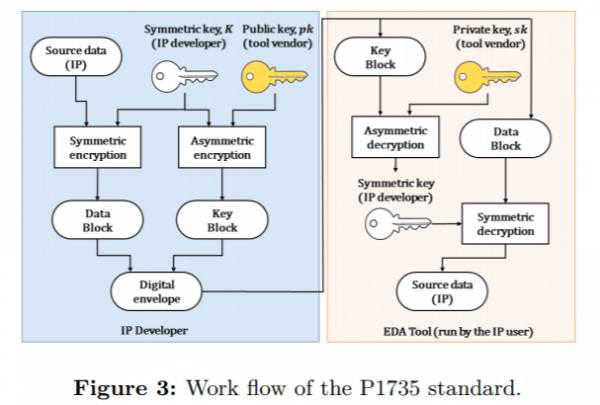 Symmetric key, K
(IP developer)
Public key, pk
(tool vendor)
Source data
(IP)
Symmetric
encryption
Asymmetric
encryption
Data
Block
Key
Block
Digital
envelope
IP Developer
Key
Block
Private key, sk
(tool vendor)
Asymmetric
decryption
Data
Block
Symmetric key
(IP developer)
Symmetric
decryption
Source data
(IP)
EDA Tool (run by the IP user)
Figure 3: Work flow of the P1735 standard.